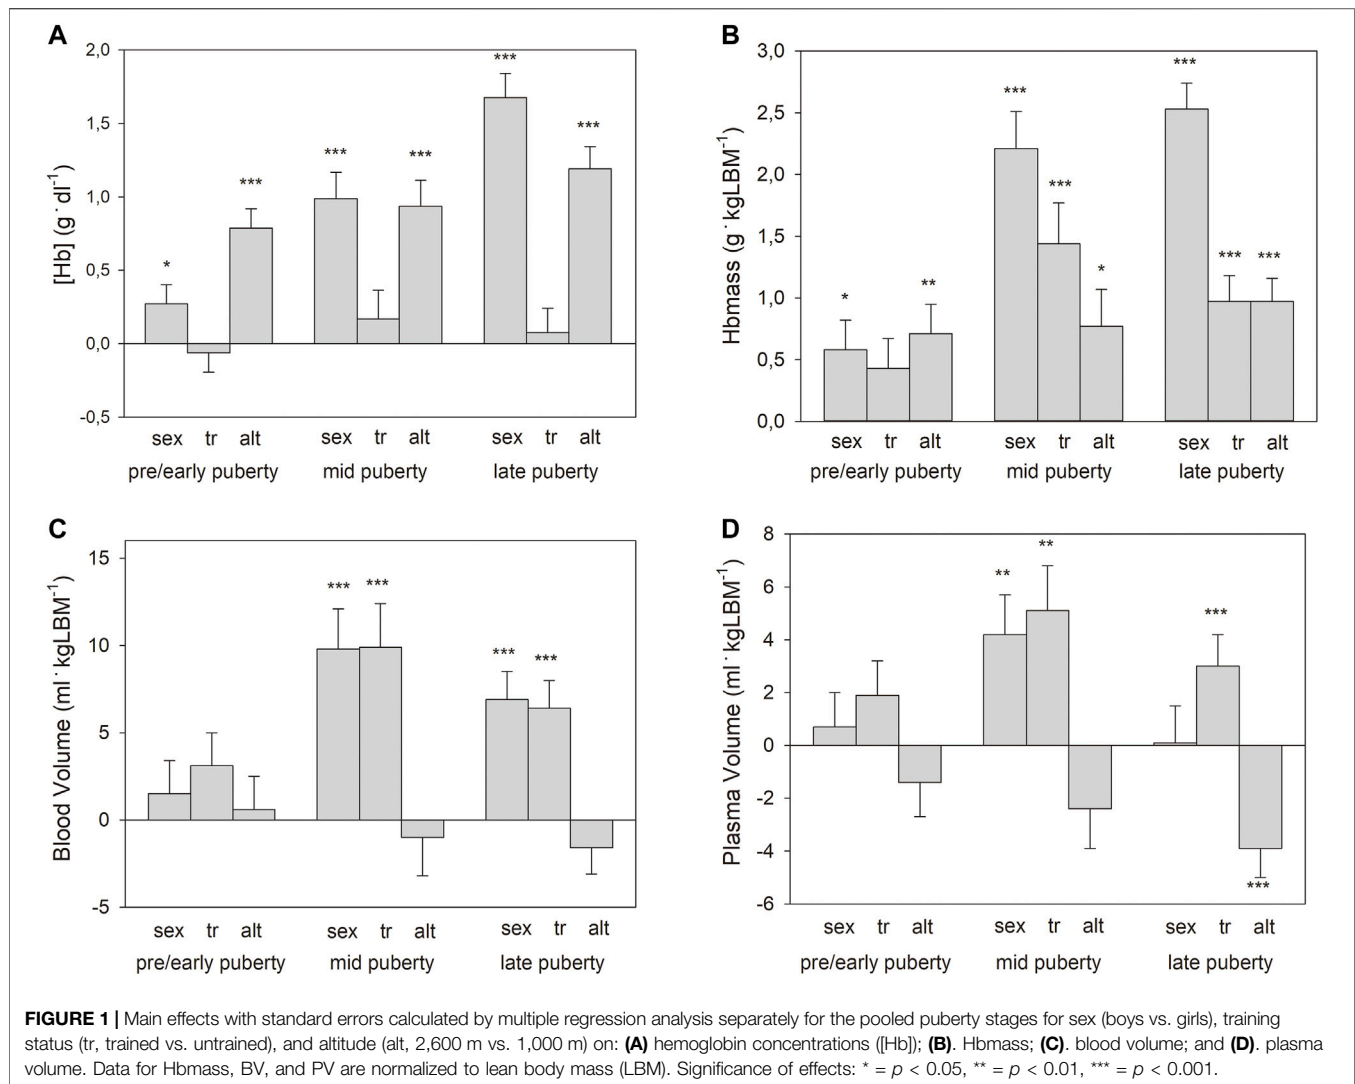 A
2,0
1,5
1,0
0,5
0,0
-0,5
[Hb] (g·dl⁻¹)
*
***
***
***
***
***
sex tr alt sex tr alt sex tr alt
pre/early puberty mid puberty late puberty
B
3,0
2,5
2,0
1,5
1,0
0,5
0,0
Hbmass (g·kgLBM⁻¹)
*
**
***
***
*
***
***
***
sex tr alt sex tr alt sex tr alt
pre/early puberty mid puberty late puberty
C
15
10
5
0
-5
Blood Volume (ml·kgLBM⁻¹)
***
***
***
***
sex tr alt sex tr alt sex tr alt
pre/early puberty mid puberty late puberty
D
8
6
4
2
0
-2
-4
-6
Plasma Volume (ml·kgLBM⁻¹)
**
**
***
***
sex tr alt sex tr alt sex tr alt
pre/early puberty mid puberty late puberty
FIGURE 1 | Main effects with standard errors calculated by multiple regression analysis separately for the pooled puberty stages for sex (boys vs. girls), training
status (tr, trained vs. untrained), and altitude (alt, 2,600 m vs. 1,000 m) on: (A) hemoglobin concentrations ([Hb]); (B). Hbmass; (C). blood volume; and (D). plasma
volume. Data for Hbmass, BV, and PV are normalized to lean body mass (LBM). Significance of effects: * = p < 0.05, ** = p < 0.01, *** = p < 0.001.